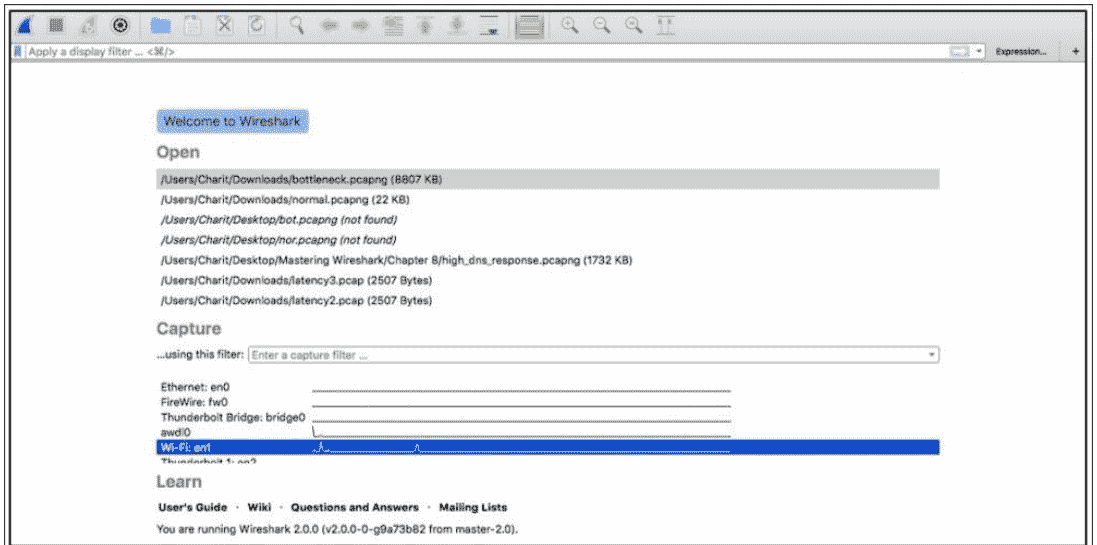 Apply a display filter ... <⌘/>
Expression...
+
Welcome to Wireshark
Open
/Users/Charit/Downloads/bottleneck.pcapng (8807 KB)
/Users/Charit/Downloads/normal.pcapng (22 KB)
/Users/Charit/Desktop/bot.pcapng (not found)
/Users/Charit/Desktop/nor.pcapng (not found)
/Users/Charit/Desktop/Mastering Wireshark/Chapter 8/high_dns_response.pcapng (1732 KB)
/Users/Charit/Downloads/latency3.pcap (2507 Bytes)
/Users/Charit/Downloads/latency2.pcap (2507 Bytes)
Capture
...using this filter: Enter a capture filter ...
Ethernet: en0
FireWire: fw0
Thunderbolt Bridge: bridge0
awdl0
Wi-Fi: en1
Thunderbolt 1: en2
Learn
User's Guide · Wiki · Questions and Answers · Mailing Lists
You are running Wireshark 2.0.0 (v2.0.0-0-g9a73b82 from master-2.0).